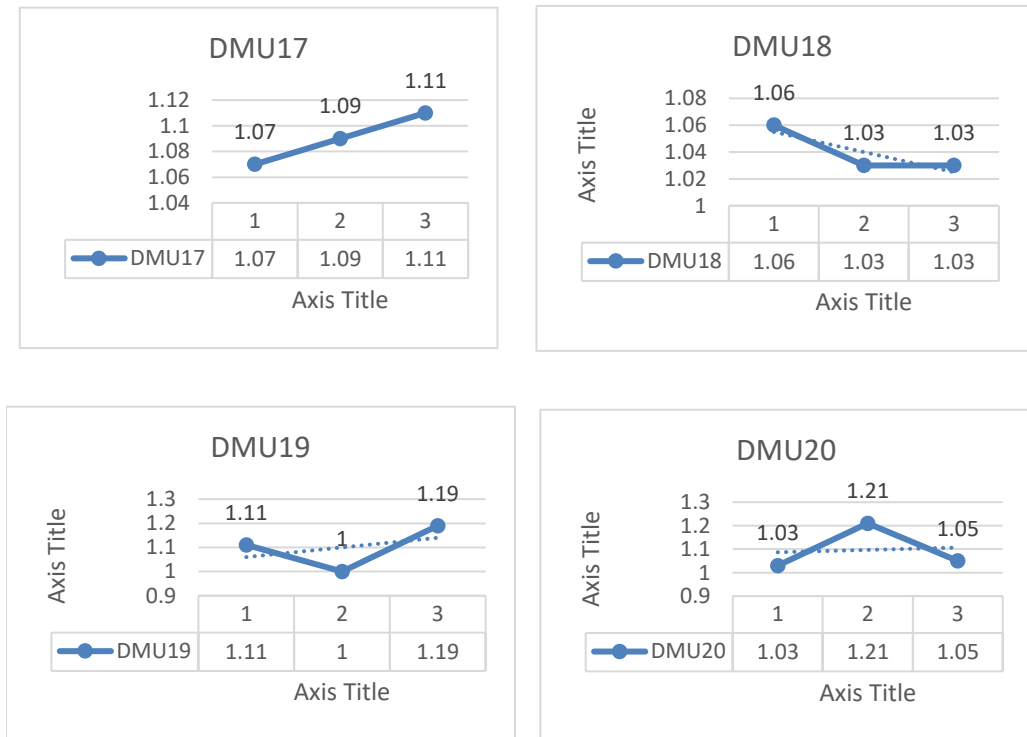 DMU17
1.12
1.1
1.08
1.06
1.04
1.07
1.09
1.11
1 2 3
DMU17 1.07 1.09 1.11
Axis Title
DMU18
Axis Title
1.08
1.06
1.04
1.02
1
1.06
1.03
1.03
1 2 3
DMU18 1.06 1.03 1.03
Axis Title
DMU19
Axis Title
1.3
1.2
1.1
1
0.9
1.11
1
1.19
1 2 3
DMU19 1.11 1 1.19
Axis Title
DMU20
Axis Title
1.3
1.2
1.1
1
0.9
1.03
1.21
1.05
1 2 3
DMU20 1.03 1.21 1.05
Axis Title